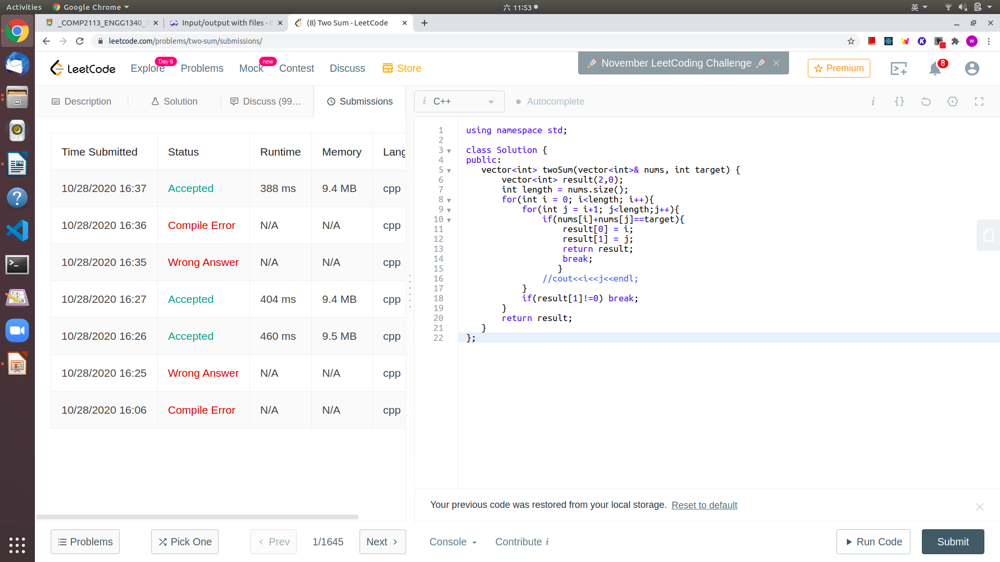 Activities Google Chrome 六 11:53 英
_COMP2113_ENGG1340_1 Input/output with files - C (8) Two Sum - LeetCode
leetcode.com/problems/two-sum/submissions/ W
LeetCode Explore Day 6 Problems Mock new Contest Discuss Store November LeetCoding Challenge Premium 8
Description Solution Discuss (99... Submissions i C++ Autocomplete i {}
Time Submitted Status Runtime Memory Lang
10/28/2020 16:37 Accepted 388 ms 9.4 MB cpp
10/28/2020 16:36 Compile Error N/A N/A cpp
10/28/2020 16:35 Wrong Answer N/A N/A cpp
10/28/2020 16:27 Accepted 404 ms 9.4 MB cpp
10/28/2020 16:26 Accepted 460 ms 9.5 MB cpp
10/28/2020 16:25 Wrong Answer N/A N/A cpp
10/28/2020 16:06 Compile Error N/A N/A cpp
1 using namespace std;
2
3 class Solution {
4 public:
5 vector<int> twoSum(vector<int>& nums, int target) {
6 vector<int> result(2,0);
7 int length = nums.size();
8 for(int i = 0; i<length; i++){
9 for(int j = i+1; j<length;j++){
10 if(nums[i]+nums[j]==target){
11 result[0] = i;
12 result[1] = j;
13 return result;
14 break;
15 }
16 //cout<<i<<j<<endl;
17 }
18 if(result[1]!=0) break;
19 }
20 return result;
21 }
22 };
Your previous code was restored from your local storage. Reset to default
Problems Pick One Prev 1/1645 Next Console Contribute i Run Code Submit